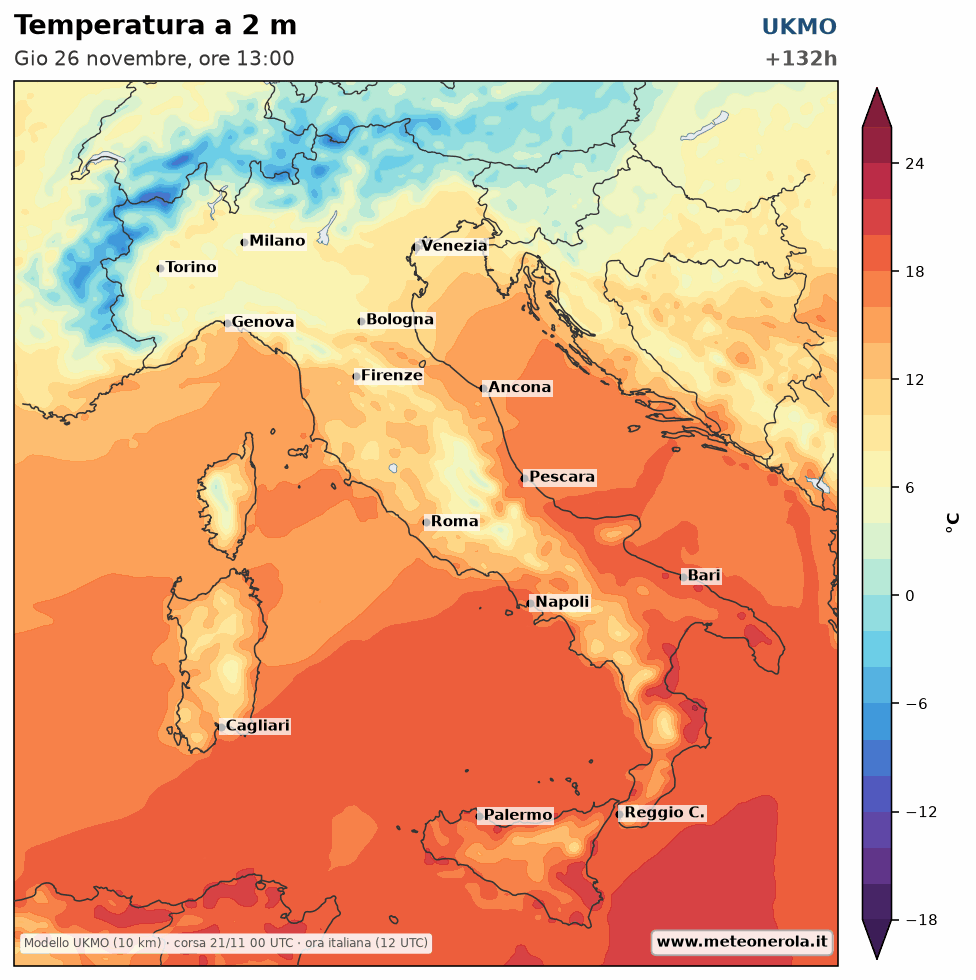 Temperatura a 2 m
UKMO
Gio 26 novembre, ore 13:00
+132h
Milano
Venezia
Torino
Genova
Bologna
Firenze
Ancona
Pescara
Roma
Bari
Napoli
Cagliari
Palermo
Reggio C.
24
18
12
6
0
−6
−12
−18
°C
Modello UKMO (10 km) · corsa 21/11 00 UTC · ora italiana (12 UTC)
www.meteonerola.it